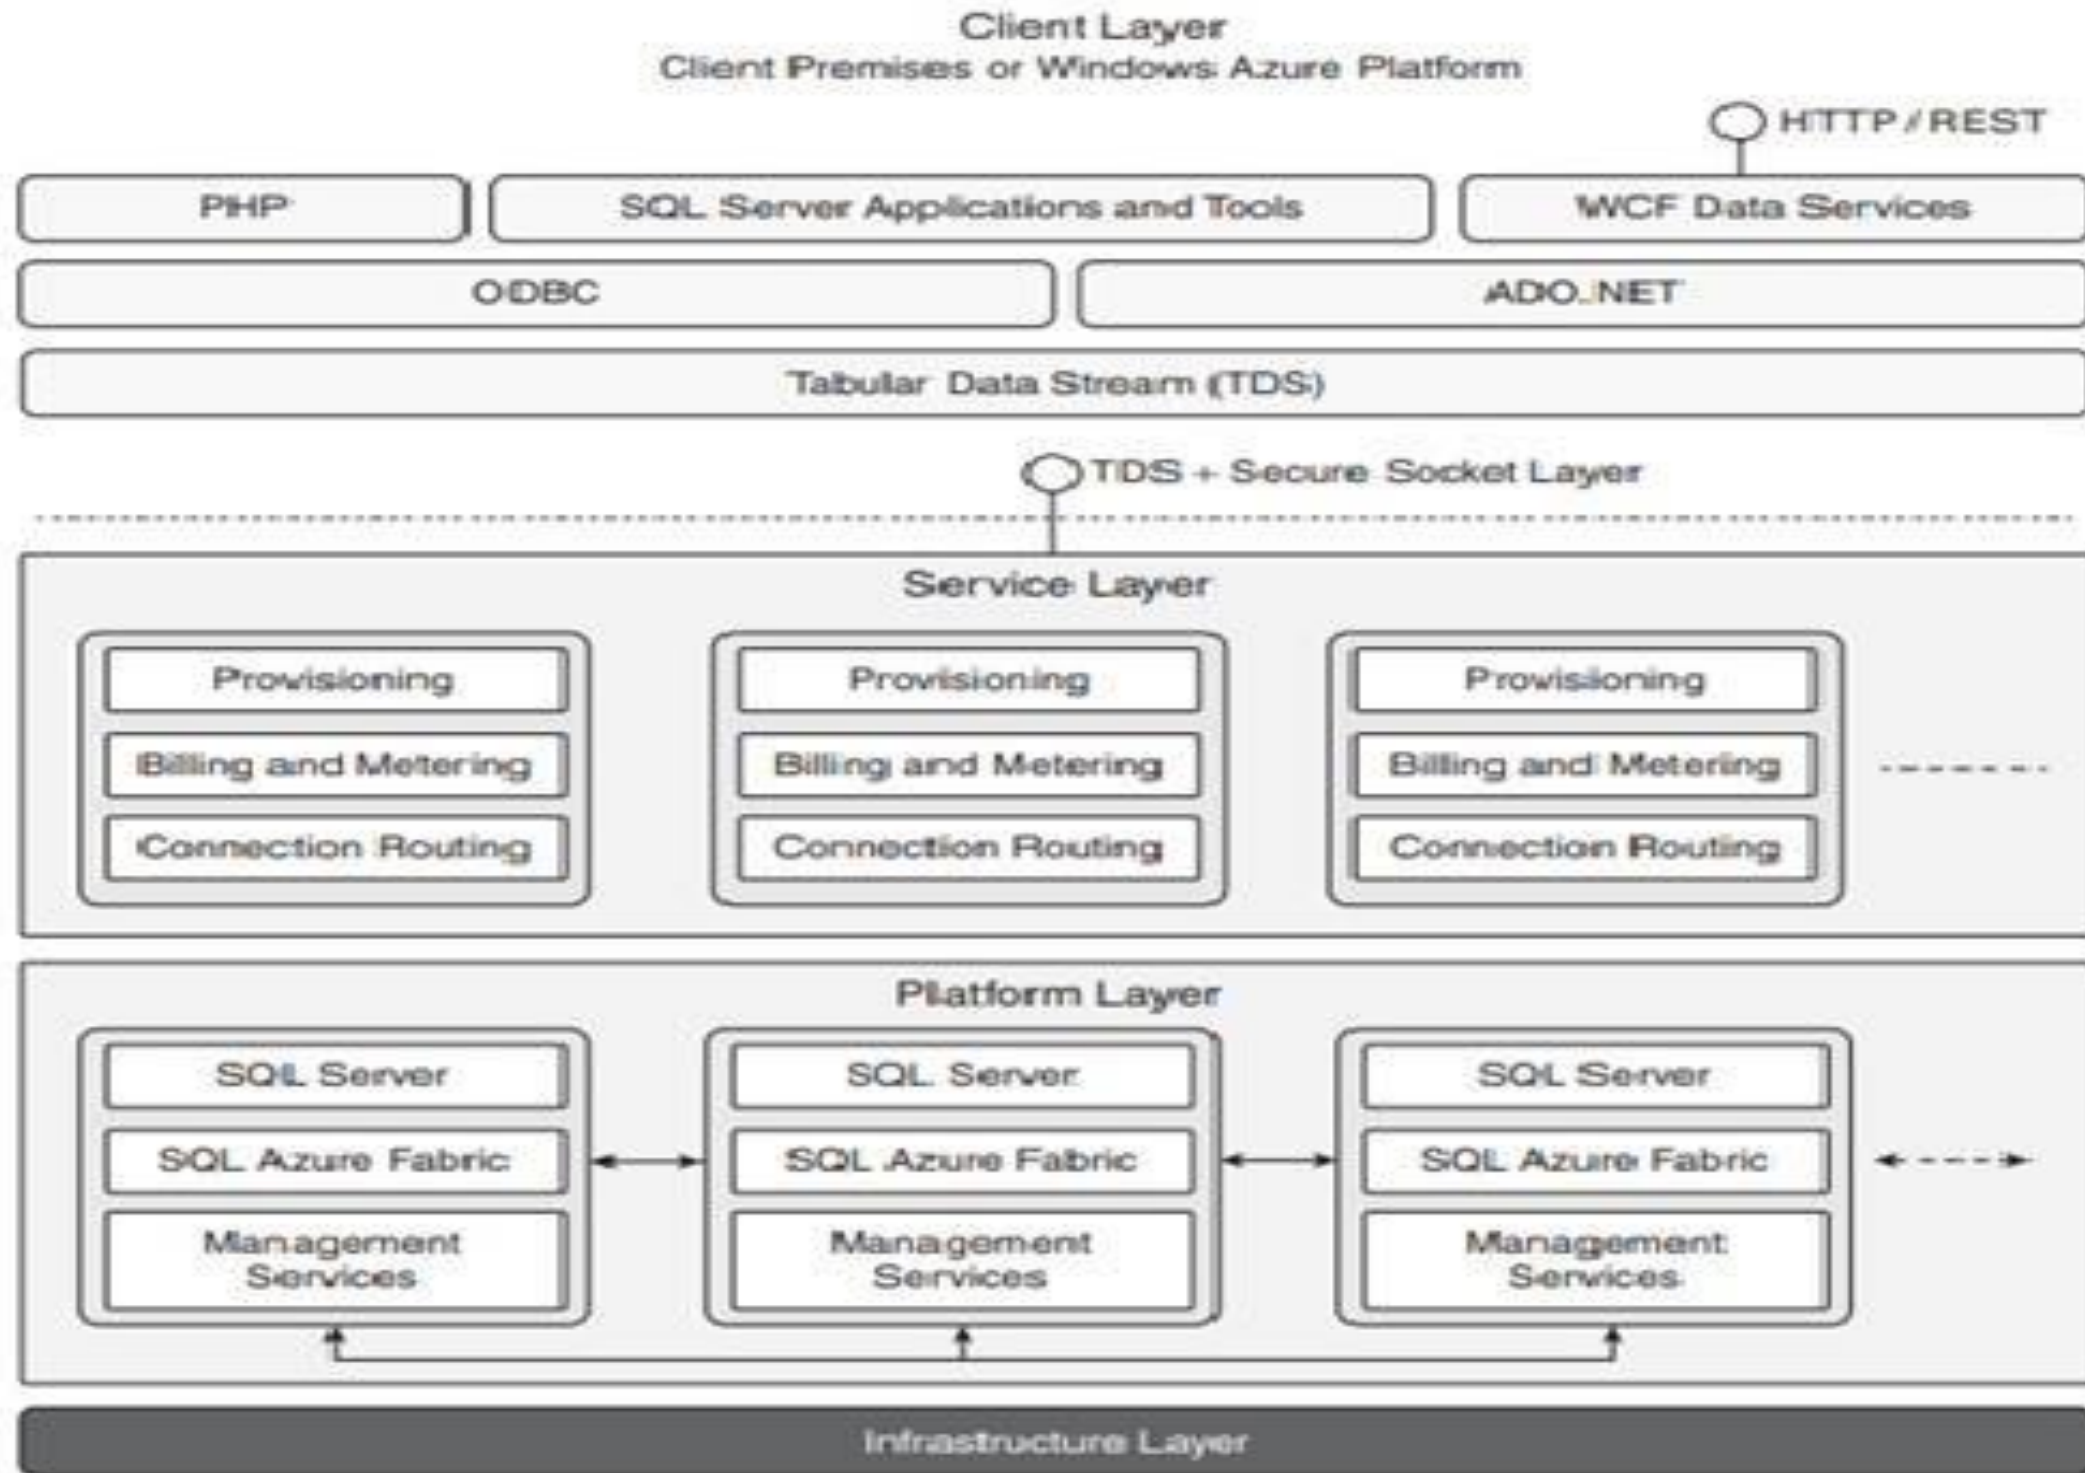 Client Layer
Client Premises or Windows Azure Platform
HTTP/REST
PHP
SQL Server Applications and Tools
WCF Data Services
ODBC
ADO.NET
Tabular Data Stream (TDS)
TDS + Secure Socket Layer
Service Layer
Provisioning
Billing and Metering
Connection Routing
Provisioning
Billing and Metering
Connection Routing
Provisioning
Billing and Metering
Connection Routing
Platform Layer
SQL Server
SQL Azure Fabric
Management
Services
SQL Server
SQL Azure Fabric
Management
Services
SQL Server
SQL Azure Fabric
Management
Services
Infrastructure Layer